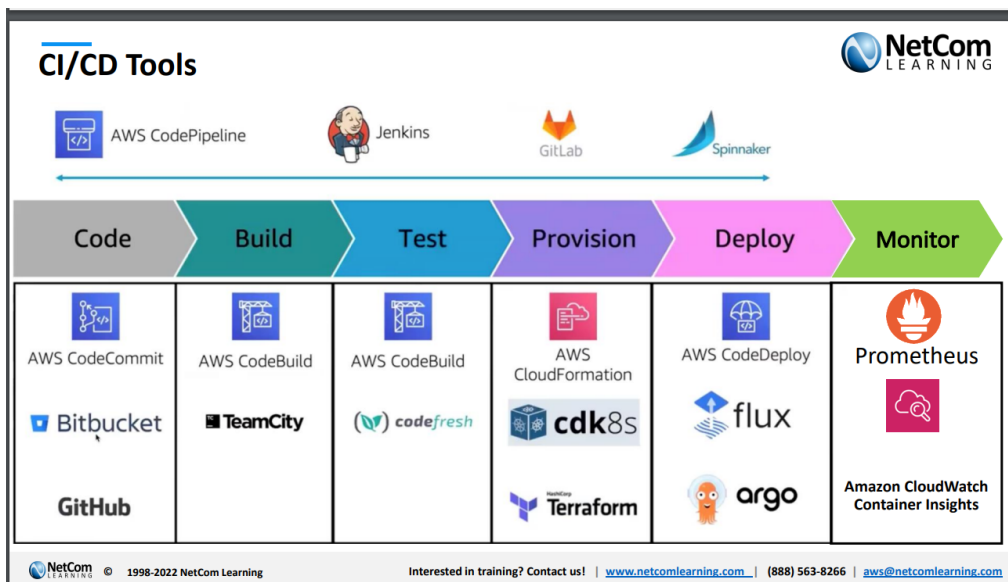 CI/CD Tools
NetCom
LEARNING
AWS CodePipeline
Jenkins
GitLab
Spinnaker
Code
Build
Test
Provision
Deploy
Monitor
AWS CodeCommit
Bitbucket
GitHub
AWS CodeBuild
TeamCity
AWS CodeBuild
codefresh
AWS
CloudFormation
cdk8s
HashiCorp
Terraform
AWS CodeDeploy
flux
argo
Prometheus
Amazon CloudWatch
Container Insights
NetCom
LEARNING
© 1998-2022 NetCom Learning
Interested in training? Contact us! | www.netcomlearning.com | (888) 563-8266 | aws@netcomlearning.com